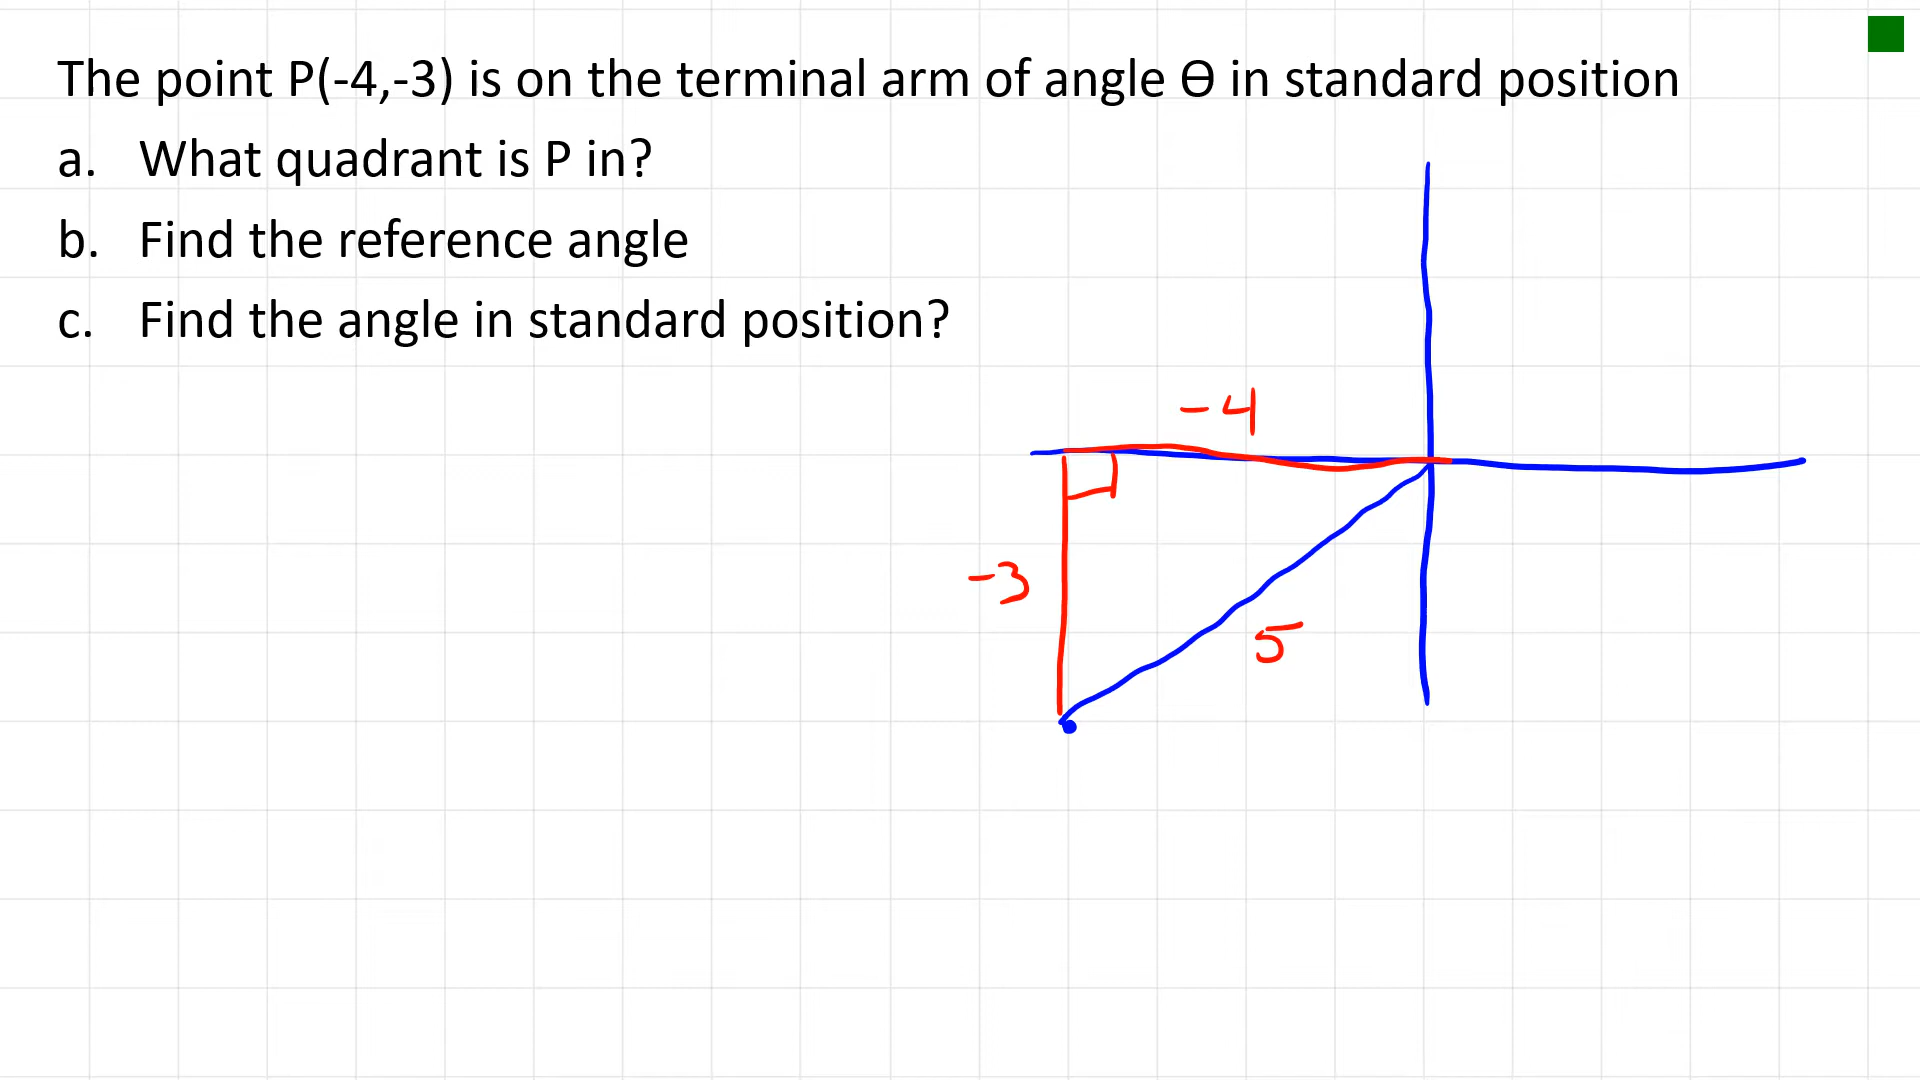 The point P(-4,-3) is on the terminal arm of angle Ɵ in standard position
a. What quadrant is P in?
b. Find the reference angle
c. Find the angle in standard position?
-4
-3
5